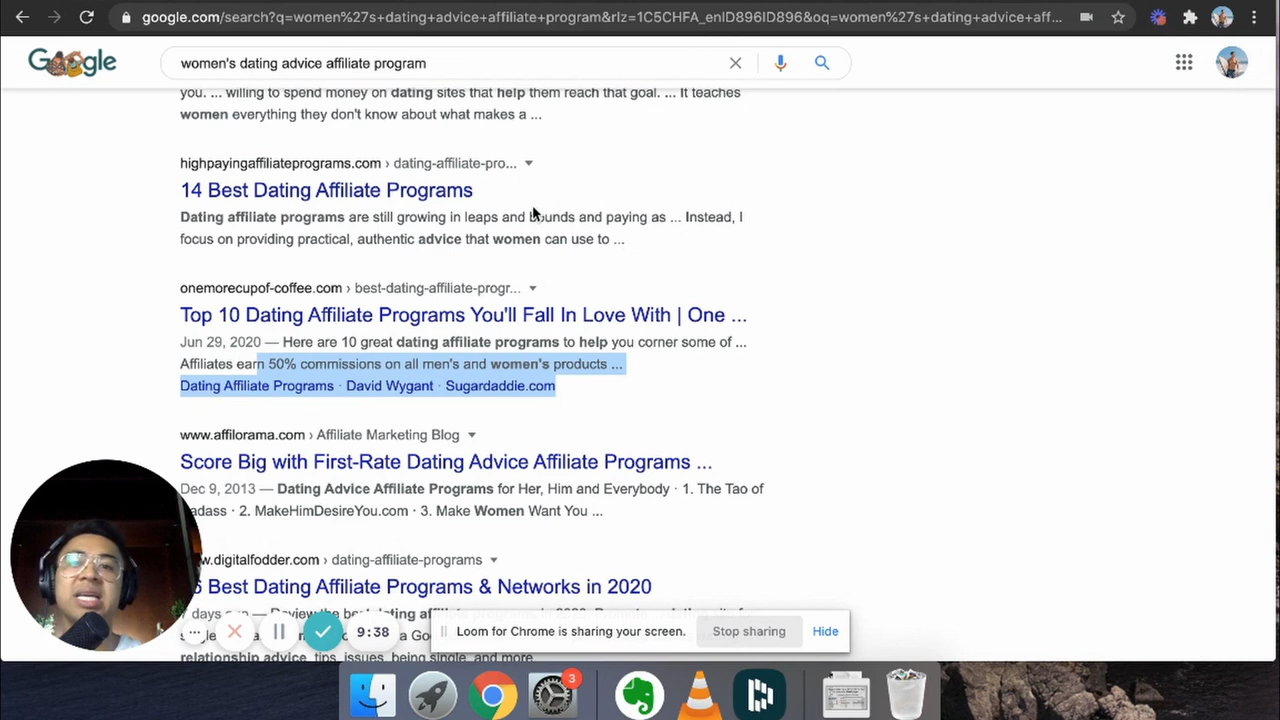 google.com/search?q=women%27s+dating+advice+affiliate+program&rlz=1C5CHFA_enID896ID896&oq=women%27s+dating+advice+aff...
Google
women's dating advice affiliate program
you. ... willing to spend money on dating sites that help them reach that goal. ... It teaches
women everything they don't know about what makes a ...
highpayingaffiliateprograms.com › dating-affiliate-pro...
14 Best Dating Affiliate Programs
Dating affiliate programs are still growing in leaps and bounds and paying as ... Instead, I
focus on providing practical, authentic advice that women can use to ...
onemorecupof-coffee.com › best-dating-affiliate-progr...
Top 10 Dating Affiliate Programs You'll Fall In Love With | One ...
Jun 29, 2020 — Here are 10 great dating affiliate programs to help you corner some of ...
Affiliates earn 50% commissions on all men's and women's products ...
Dating Affiliate Programs · David Wygant · Sugardaddie.com
www.affilorama.com › Affiliate Marketing Blog
Score Big with First-Rate Dating Advice Affiliate Programs ...
Dec 9, 2013 — Dating Advice Affiliate Programs for Her, Him and Everybody · 1. The Tao of
adass · 2. MakeHimDesireYou.com · 3. Make Women Want You ...
w.digitalfodder.com › dating-affiliate-programs
6 Best Dating Affiliate Programs & Networks in 2020
days ago — Review the best dating
relationship advice, tips, issues, being single, and more.
9:38
Loom for Chrome is sharing your screen.
Stop sharing
Hide
3